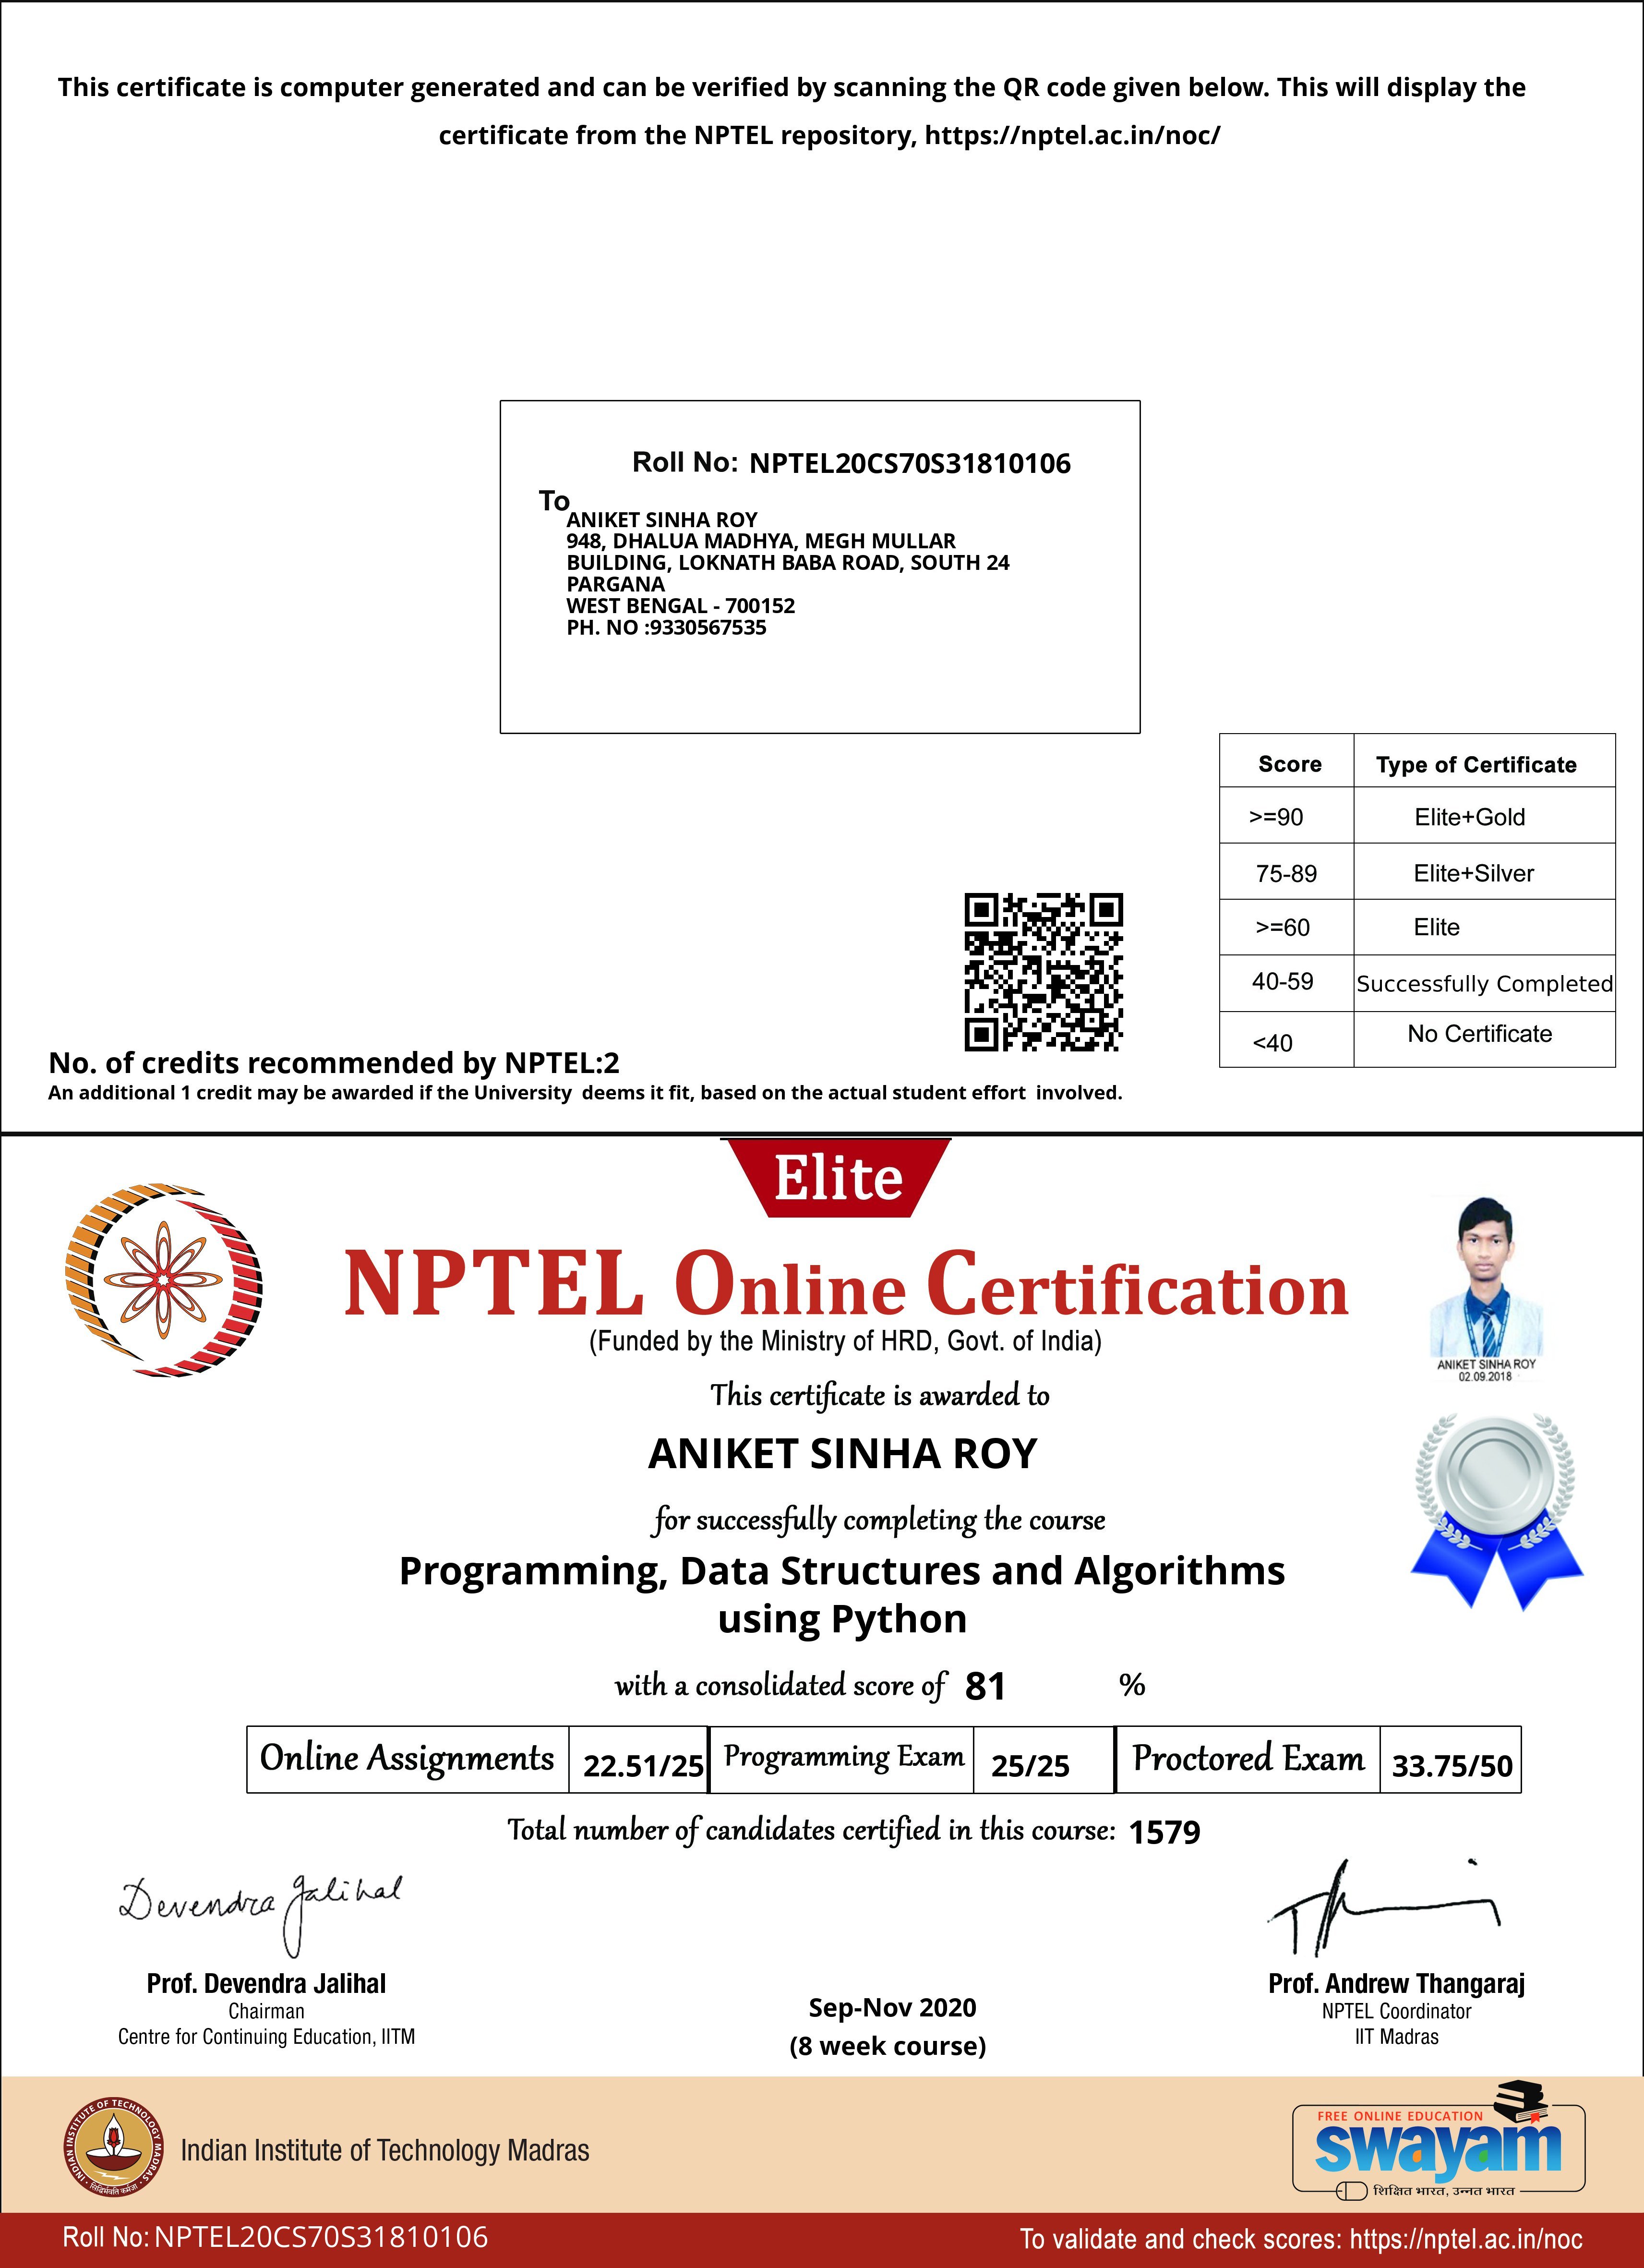 This certificate is computer generated and can be verified by scanning the QR code given below. This will display the
certificate from the NPTEL repository, https://nptel.ac.in/noc/
Roll No: NPTEL20CS70S31810106
To
ANIKET SINHA ROY
948, DHALUA MADHYA, MEGH MULLAR
BUILDING, LOKNATH BABA ROAD, SOUTH 24
PARGANA
WEST BENGAL - 700152
PH. NO :9330567535
Score Type of Certificate
>=90 Elite+Gold
75-89 Elite+Silver
>=60 Elite
40-59 Successfully Completed
<40 No Certificate
No. of credits recommended by NPTEL:2
An additional 1 credit may be awarded if the University deems it fit, based on the actual student effort involved.
Elite
NPTEL Online Certification
(Funded by the Ministry of HRD, Govt. of India)
ANIKET SINHA ROY
02.09.2018
This certificate is awarded to
ANIKET SINHA ROY
for successfully completing the course
Programming, Data Structures and Algorithms
using Python
with a consolidated score of 81 %
Online Assignments 22.51/25 Programming Exam 25/25 Proctored Exam 33.75/50
Total number of candidates certified in this course: 1579
Devendra Jalihal
Prof. Devendra Jalihal
Chairman
Centre for Continuing Education, IITM
Sep-Nov 2020
(8 week course)
Prof. Andrew Thangaraj
NPTEL Coordinator
IIT Madras
INDIAN INSTITUTE OF TECHNOLOGY MADRAS
सिद्धिर्भवति कर्मजा
Indian Institute of Technology Madras
FREE ONLINE EDUCATION
swayam
शिक्षित भारत, उन्नत भारत
Roll No: NPTEL20CS70S31810106
To validate and check scores: https://nptel.ac.in/noc